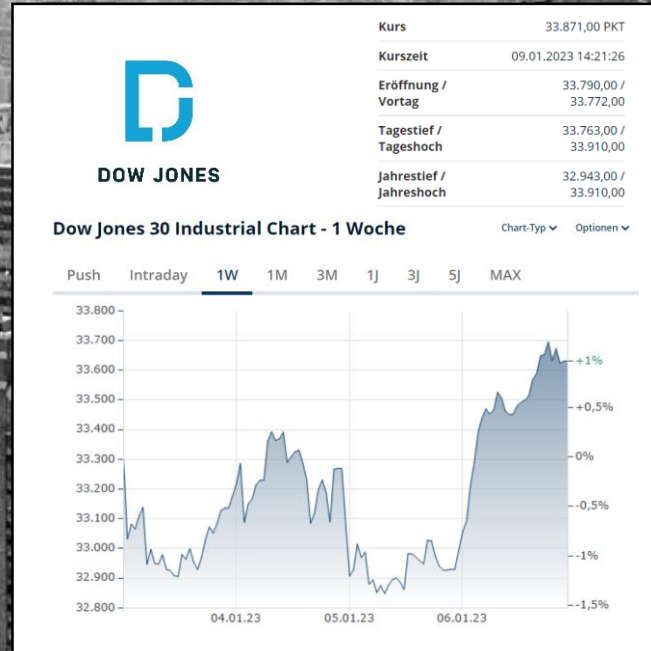 Kurs 33.871,00 PKT
Kurszeit 09.01.2023 14:21:26
Eröffnung / 33.790,00 /
Vortag 33.772,00
Tagestief / 33.763,00 /
Tageshoch 33.910,00
Jahrestief / 32.943,00 /
Jahreshoch 33.910,00
DOW JONES
Dow Jones 30 Industrial Chart - 1 Woche Chart-Typ Optionen
Push Intraday 1W 1M 3M 1J 3J 5J MAX
33.800
33.700
33.600 +1%
33.500 +0,5%
33.400
33.300 0%
33.200
33.100 -0,5%
33.000 -1%
32.900
32.800 -1,5%
04.01.23 05.01.23 06.01.23